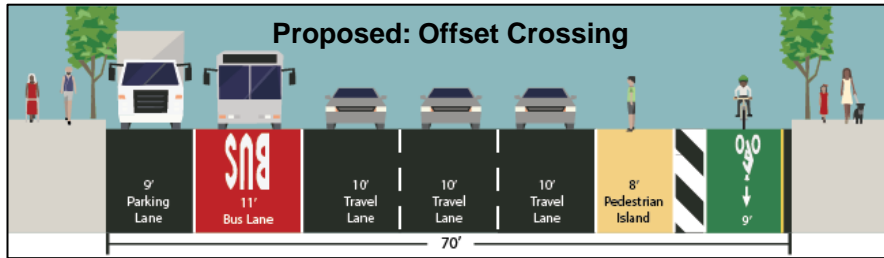 Proposed: Offset Crossing
BUS
9'
Parking
Lane
11'
Bus Lane
10'
Travel
Lane
10'
Travel
Lane
10'
Travel
Lane
8'
Pedestrian
Island
9'
70'